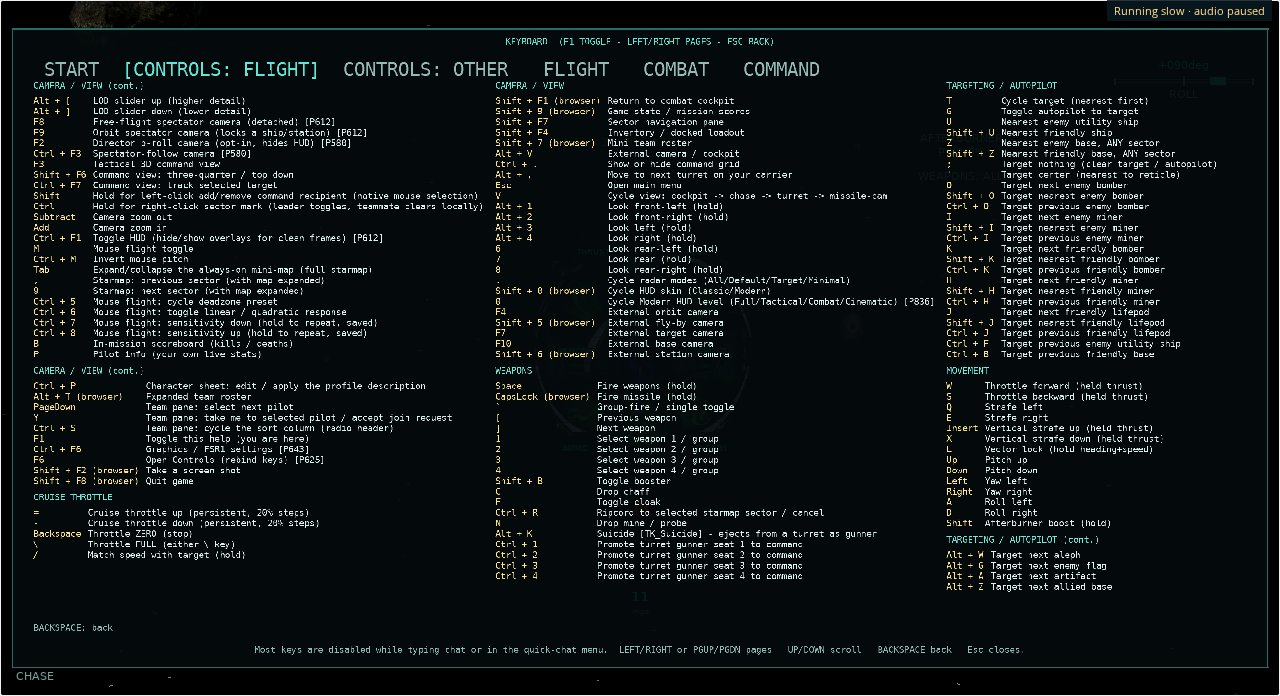 Running slow · audio paused
KEYBOARD (F1 TOGGLE - LEFT/RIGHT PAGES - ESC BACK)
START [CONTROLS: FLIGHT] CONTROLS: OTHER FLIGHT COMBAT COMMAND
CAMERA / VIEW (cont.)
Alt + [ LOD slider up (higher detail)
Alt + ] LOD slider down (lower detail)
F8 Free-flight spectator camera (detached) [P612]
F9 Orbit spectator camera (locks a ship/station) [P612]
F2 Director b-roll camera (opt-in, hides HUD) [P580]
Ctrl + F3 Spectator-follow camera [P580]
F3 Tactical 3D command view
Shift + F6 Command view: three-quarter / top down
Ctrl + F7 Command view: track selected target
Shift Hold for left-click add/remove command recipient (native mouse selection)
Ctrl Hold for right-click sector mark (leader toggles, teammate clears locally)
Subtract Camera zoom out
Add Camera zoom in
Ctrl + F1 Toggle HUD (hide/show overlays for clean frames) [P612]
M Mouse flight toggle
Ctrl + M Invert mouse pitch
Tab Expand/collapse the always-on mini-map (full starmap)
, Starmap: previous sector (with map expanded)
9 Starmap: next sector (with map expanded)
Ctrl + 5 Mouse flight: cycle deadzone preset
Ctrl + 6 Mouse flight: toggle linear / quadratic response
Ctrl + 7 Mouse flight: sensitivity down (hold to repeat, saved)
Ctrl + 8 Mouse flight: sensitivity up (hold to repeat, saved)
B In-mission scoreboard (kills / deaths)
P Pilot info (your own live stats)
CAMERA / VIEW (cont.)
Ctrl + P Character sheet: edit / apply the profile description
Alt + T (browser) Expanded team roster
PageDown Team pane: select next pilot
Y Team pane: take me to selected pilot / accept join request
Ctrl + S Team pane: cycle the sort column (radio header)
F1 Toggle this help (you are here)
Ctrl + F6 Graphics / FSR1 settings [P643]
F6 Open Controls (rebind keys) [P625]
Shift + F2 (browser) Take a screen shot
Shift + F8 (browser) Quit game
CRUISE THROTTLE
= Cruise throttle up (persistent, 20% steps)
- Cruise throttle down (persistent, 20% steps)
Backspace Throttle ZERO (stop)
\ Throttle FULL (either \ key)
/ Match speed with target (hold)
CAMERA / VIEW
Shift + F1 (browser) Return to combat cockpit
Shift + 9 (browser) Game state / mission scores
Shift + F7 Sector navigation pane
Shift + F4 Inventory / docked loadout
Shift + 7 (browser) Mini team roster
Alt + V External camera / cockpit
Ctrl + . Show or hide command grid
Alt + , Move to next turret on your carrier
Esc Open main menu
V Cycle view: cockpit -> chase -> turret -> missile-cam
Alt + 1 Look front-left (hold)
Alt + 2 Look front-right (hold)
Alt + 3 Look left (hold)
Alt + 4 Look right (hold)
6 Look rear-left (hold)
7 Look rear (hold)
8 Look rear-right (hold)
. Cycle radar modes (All/Default/Target/Minimal)
Shift + 0 (browser) Cycle HUD skin (Classic/Modern)
0 Cycle Modern HUD level (Full/Tactical/Combat/Cinematic) [P836]
F4 External orbit camera
Shift + 5 (browser) External fly-by camera
F7 External target camera
F10 External base camera
Shift + 6 (browser) External station camera
WEAPONS
Space Fire weapons (hold)
CapsLock (browser) Fire missile (hold)
` Group-fire / single toggle
[ Previous weapon
] Next weapon
1 Select weapon 1 / group
2 Select weapon 2 / group
3 Select weapon 3 / group
4 Select weapon 4 / group
Shift + B Toggle booster
C Drop chaff
F Toggle cloak
Ctrl + R Ripcord to selected starmap sector / cancel
N Drop mine / probe
Alt + K Suicide [TK_Suicide] - ejects from a turret as gunner
Ctrl + 1 Promote turret gunner seat 1 to command
Ctrl + 2 Promote turret gunner seat 2 to command
Ctrl + 3 Promote turret gunner seat 3 to command
Ctrl + 4 Promote turret gunner seat 4 to command
+090deg
ROLL
TARGETING / AUTOPILOT
T Cycle target (nearest first)
G Toggle autopilot to target
U Nearest enemy utility ship
Shift + U Nearest friendly ship
Z Nearest enemy base, ANY sector
Shift + Z Nearest friendly base, ANY sector
; Target nothing (clear target / autopilot)
' Target center (nearest to reticle)
O Target next enemy bomber
Shift + O Target nearest enemy bomber
Ctrl + O Target previous enemy bomber
I Target next enemy miner
Shift + I Target nearest enemy miner
Ctrl + I Target previous enemy miner
K Target next friendly bomber
Shift + K Target nearest friendly bomber
Ctrl + K Target previous friendly bomber
H Target next friendly miner
Shift + H Target nearest friendly miner
Ctrl + H Target previous friendly miner
J Target next friendly lifepod
Shift + J Target nearest friendly lifepod
Ctrl + J Target previous friendly lifepod
Ctrl + F Target previous enemy utility ship
Ctrl + B Target previous friendly base
MOVEMENT
W Throttle forward (held thrust)
S Throttle backward (held thrust)
Q Strafe left
E Strafe right
Insert Vertical strafe up (held thrust)
X Vertical strafe down (held thrust)
L Vector lock (hold heading+speed)
Up Pitch up
Down Pitch down
Left Yaw left
Right Yaw right
A Roll left
D Roll right
Shift Afterburner boost (hold)
TARGETING / AUTOPILOT (cont.)
Alt + W Target next aleph
Alt + G Target next enemy flag
Alt + A Target next artifact
Alt + Z Target next allied base
11
BACKSPACE: back
Most keys are disabled while typing chat or in the quick-chat menu. LEFT/RIGHT or PGUP/PGDN pages UP/DOWN scroll BACKSPACE back Esc closes.
CHASE